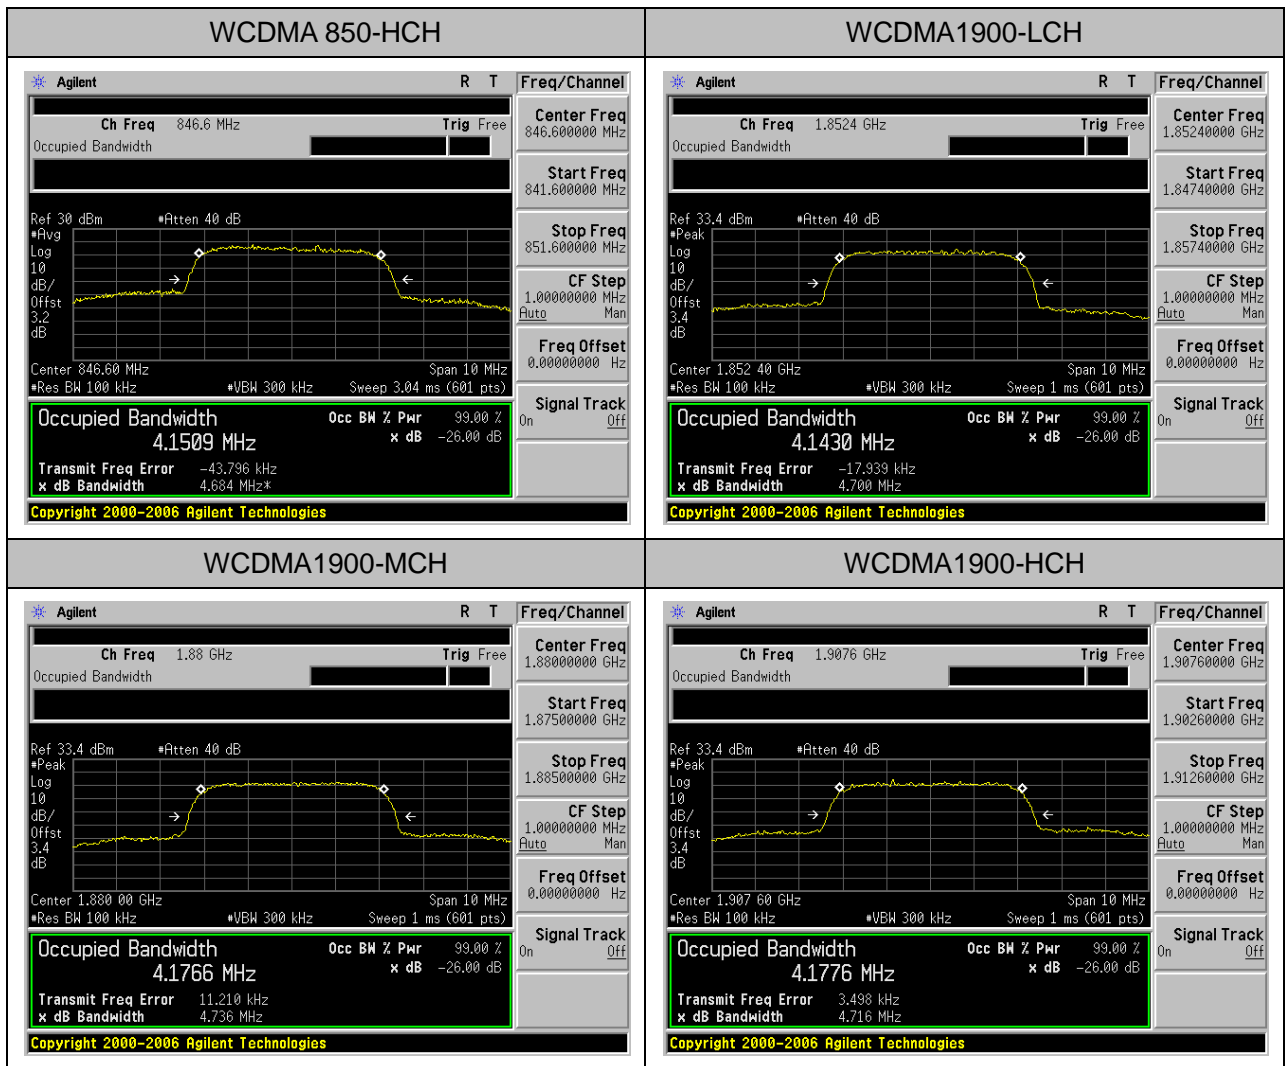 WCDMA 850-HCH
Agilent R T Freq/Channel
Ch Freq 846.6 MHz Trig Free
Occupied Bandwidth
Center Freq
846.600000 MHz
Start Freq
841.600000 MHz
Stop Freq
851.600000 MHz
CF Step
1.00000000 MHz
Auto Man
Freq Offset
0.00000000 Hz
Signal Track
On Off
Ref 30 dBm #Atten 40 dB
#Avg
Log
10
dB/
Offst
3.2
dB
Center 846.60 MHz Span 10 MHz
#Res BW 100 kHz #VBW 300 kHz Sweep 3.04 ms (601 pts)
Occupied Bandwidth Occ BW % Pwr 99.00 %
4.1509 MHz x dB -26.00 dB
Transmit Freq Error -43.796 kHz
x dB Bandwidth 4.684 MHz*
Copyright 2000-2006 Agilent Technologies
WCDMA1900-LCH
Agilent R T Freq/Channel
Ch Freq 1.8524 GHz Trig Free
Occupied Bandwidth
Center Freq
1.85240000 GHz
Start Freq
1.84740000 GHz
Stop Freq
1.85740000 GHz
CF Step
1.00000000 MHz
Auto Man
Freq Offset
0.00000000 Hz
Signal Track
On Off
Ref 33.4 dBm #Atten 40 dB
#Peak
Log
10
dB/
Offst
3.4
dB
Center 1.852 40 GHz Span 10 MHz
#Res BW 100 kHz #VBW 300 kHz Sweep 1 ms (601 pts)
Occupied Bandwidth Occ BW % Pwr 99.00 %
4.1430 MHz x dB -26.00 dB
Transmit Freq Error -17.939 kHz
x dB Bandwidth 4.700 MHz
Copyright 2000-2006 Agilent Technologies
WCDMA1900-MCH
Agilent R T Freq/Channel
Ch Freq 1.88 GHz Trig Free
Occupied Bandwidth
Center Freq
1.88000000 GHz
Start Freq
1.87500000 GHz
Stop Freq
1.88500000 GHz
CF Step
1.00000000 MHz
Auto Man
Freq Offset
0.00000000 Hz
Signal Track
On Off
Ref 33.4 dBm #Atten 40 dB
#Peak
Log
10
dB/
Offst
3.4
dB
Center 1.880 00 GHz Span 10 MHz
#Res BW 100 kHz #VBW 300 kHz Sweep 1 ms (601 pts)
Occupied Bandwidth Occ BW % Pwr 99.00 %
4.1766 MHz x dB -26.00 dB
Transmit Freq Error 11.210 kHz
x dB Bandwidth 4.736 MHz
Copyright 2000-2006 Agilent Technologies
WCDMA1900-HCH
Agilent R T Freq/Channel
Ch Freq 1.9076 GHz Trig Free
Occupied Bandwidth
Center Freq
1.90760000 GHz
Start Freq
1.90260000 GHz
Stop Freq
1.91260000 GHz
CF Step
1.00000000 MHz
Auto Man
Freq Offset
0.00000000 Hz
Signal Track
On Off
Ref 33.4 dBm #Atten 40 dB
#Peak
Log
10
dB/
Offst
3.4
dB
Center 1.907 60 GHz Span 10 MHz
#Res BW 100 kHz #VBW 300 kHz Sweep 1 ms (601 pts)
Occupied Bandwidth Occ BW % Pwr 99.00 %
4.1776 MHz x dB -26.00 dB
Transmit Freq Error 3.498 kHz
x dB Bandwidth 4.716 MHz
Copyright 2000-2006 Agilent Technologies